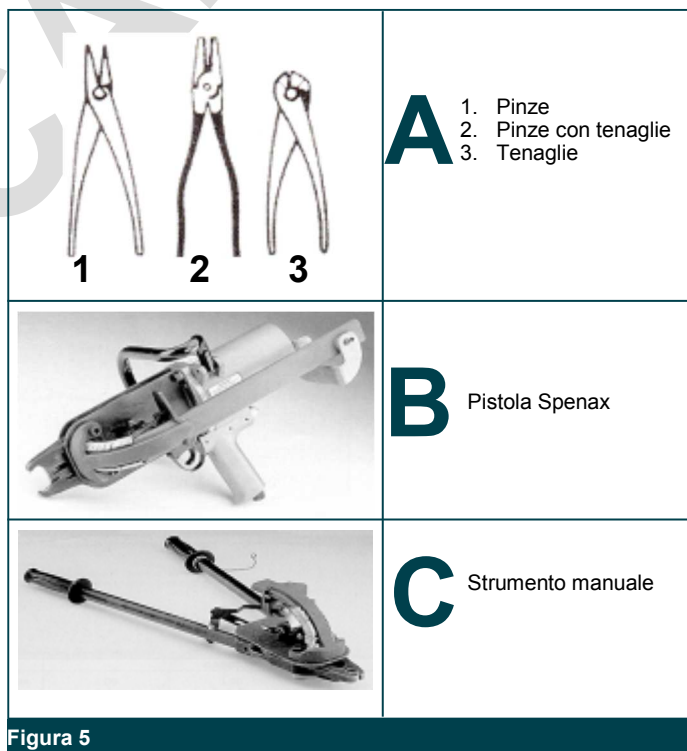 1 2 3
A
1. Pinze
2. Pinze con tenaglie
3. Tenaglie
B
Pistola Spenax
C
Strumento manuale
Figura 5